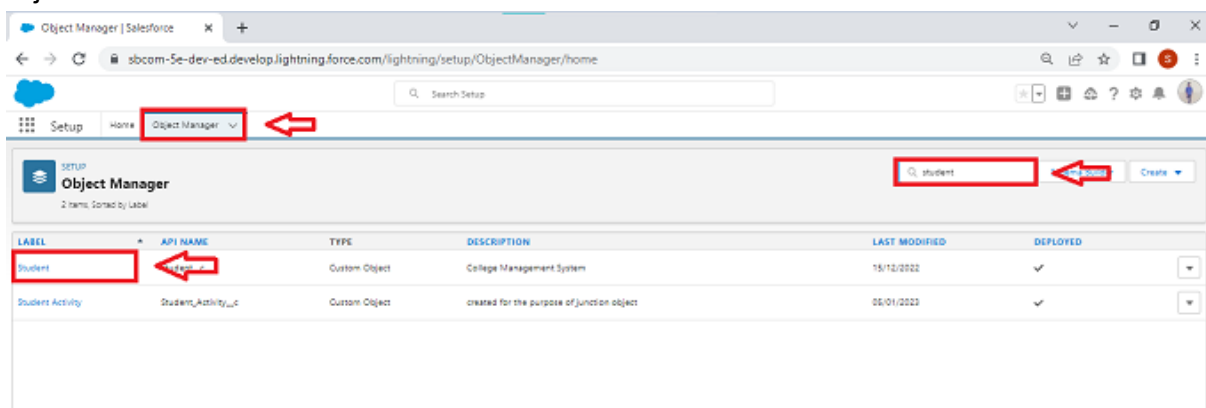 Object Manager | Salesforce
sbcom-5e-dev-ed.develop.lightning.force.com/lightning/setup/ObjectManager/home
S
Search Setup
Setup Home Object Manager
SETUP
Object Manager
2 Items, Sorted by Label
student
Create
LABEL API NAME TYPE DESCRIPTION LAST MODIFIED DEPLOYED
Student Custom Object College Management System 15/12/2022
Student Activity Student_Activity__c Custom Object created for the purpose of junction object 05/01/2023